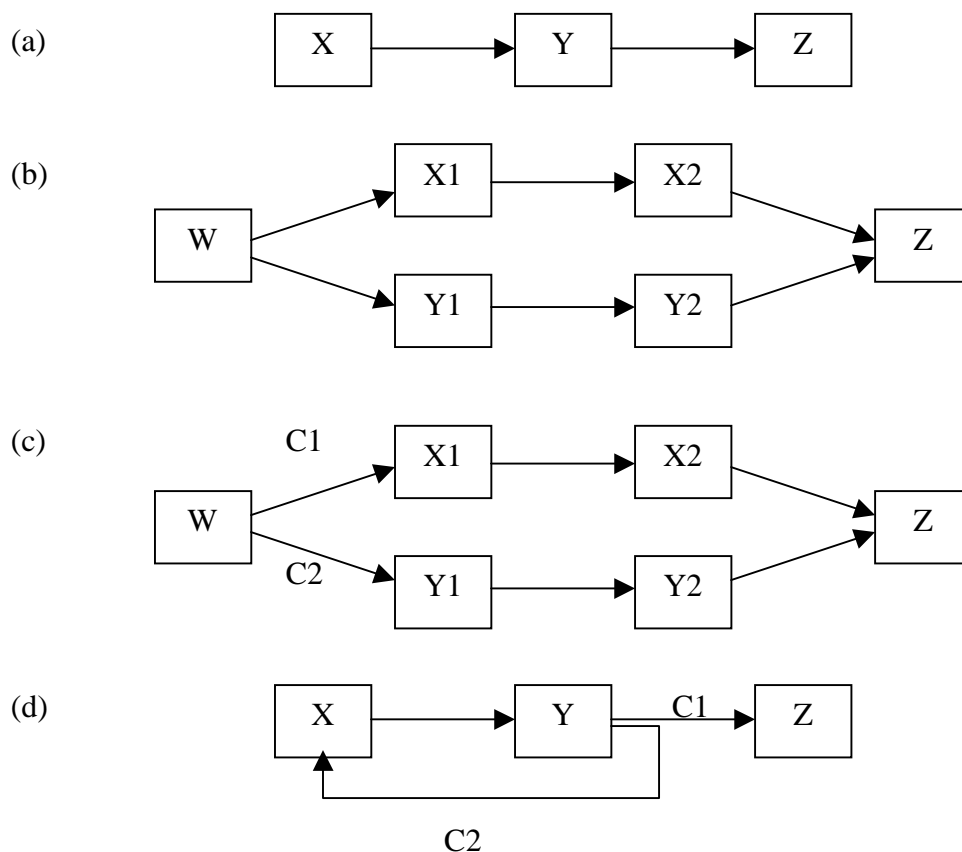 (a)
X Y Z
(b)
X1 X2
W Z
Y1 Y2
(c)
C1 X1 X2
W Z
C2 Y1 Y2
(d)
X Y C1 Z
C2